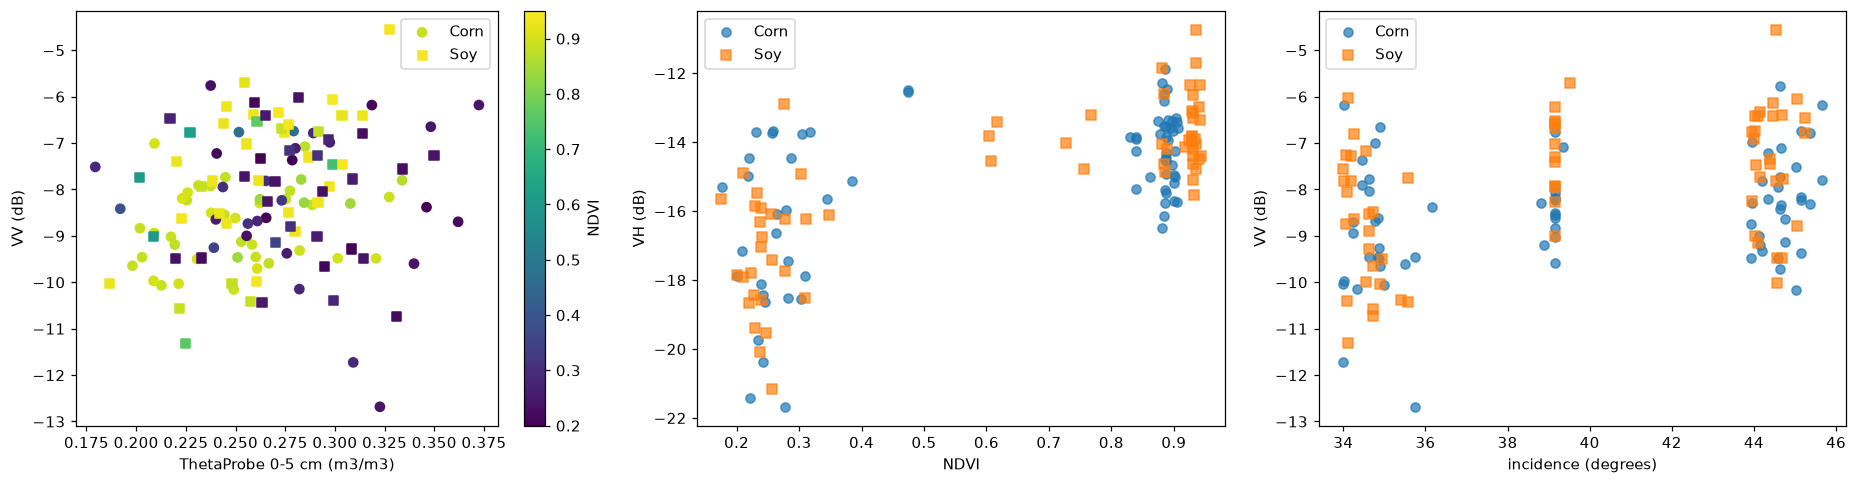 Corn
Soy
−5
−6
−7
−8
−9
−10
−11
−12
−13
VV (dB)
0.175 0.200 0.225 0.250 0.275 0.300 0.325 0.350 0.375
ThetaProbe 0-5 cm (m3/m3)
0.9
0.8
0.7
0.6
0.5
0.4
0.3
0.2
NDVI
Corn
Soy
−12
−14
−16
−18
−20
−22
VH (dB)
0.2 0.3 0.4 0.5 0.6 0.7 0.8 0.9
NDVI
Corn
Soy
−5
−6
−7
−8
−9
−10
−11
−12
−13
VV (dB)
34 36 38 40 42 44 46
incidence (degrees)